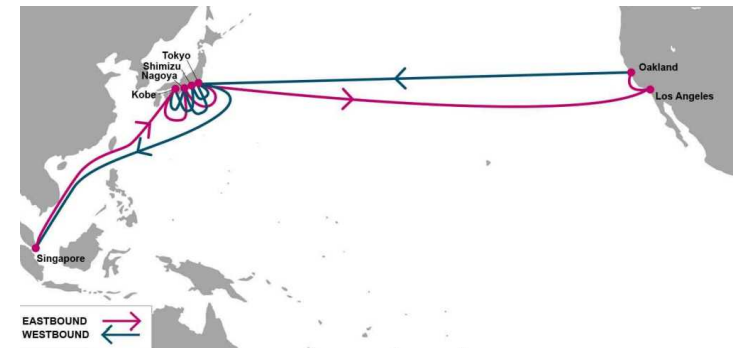 Tokyo
Shimizu
Nagoya
Kobe
Oakland
Los Angeles
Singapore
EASTBOUND
WESTBOUND